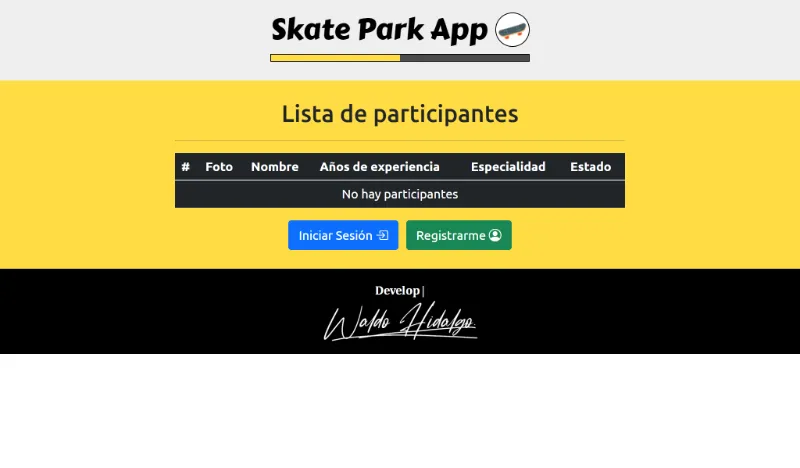 Skate Park App
Lista de participantes
# Foto Nombre Años de experiencia Especialidad Estado
No hay participantes
Iniciar Sesión Registrarme
Develop|
Waldo Hidalgo